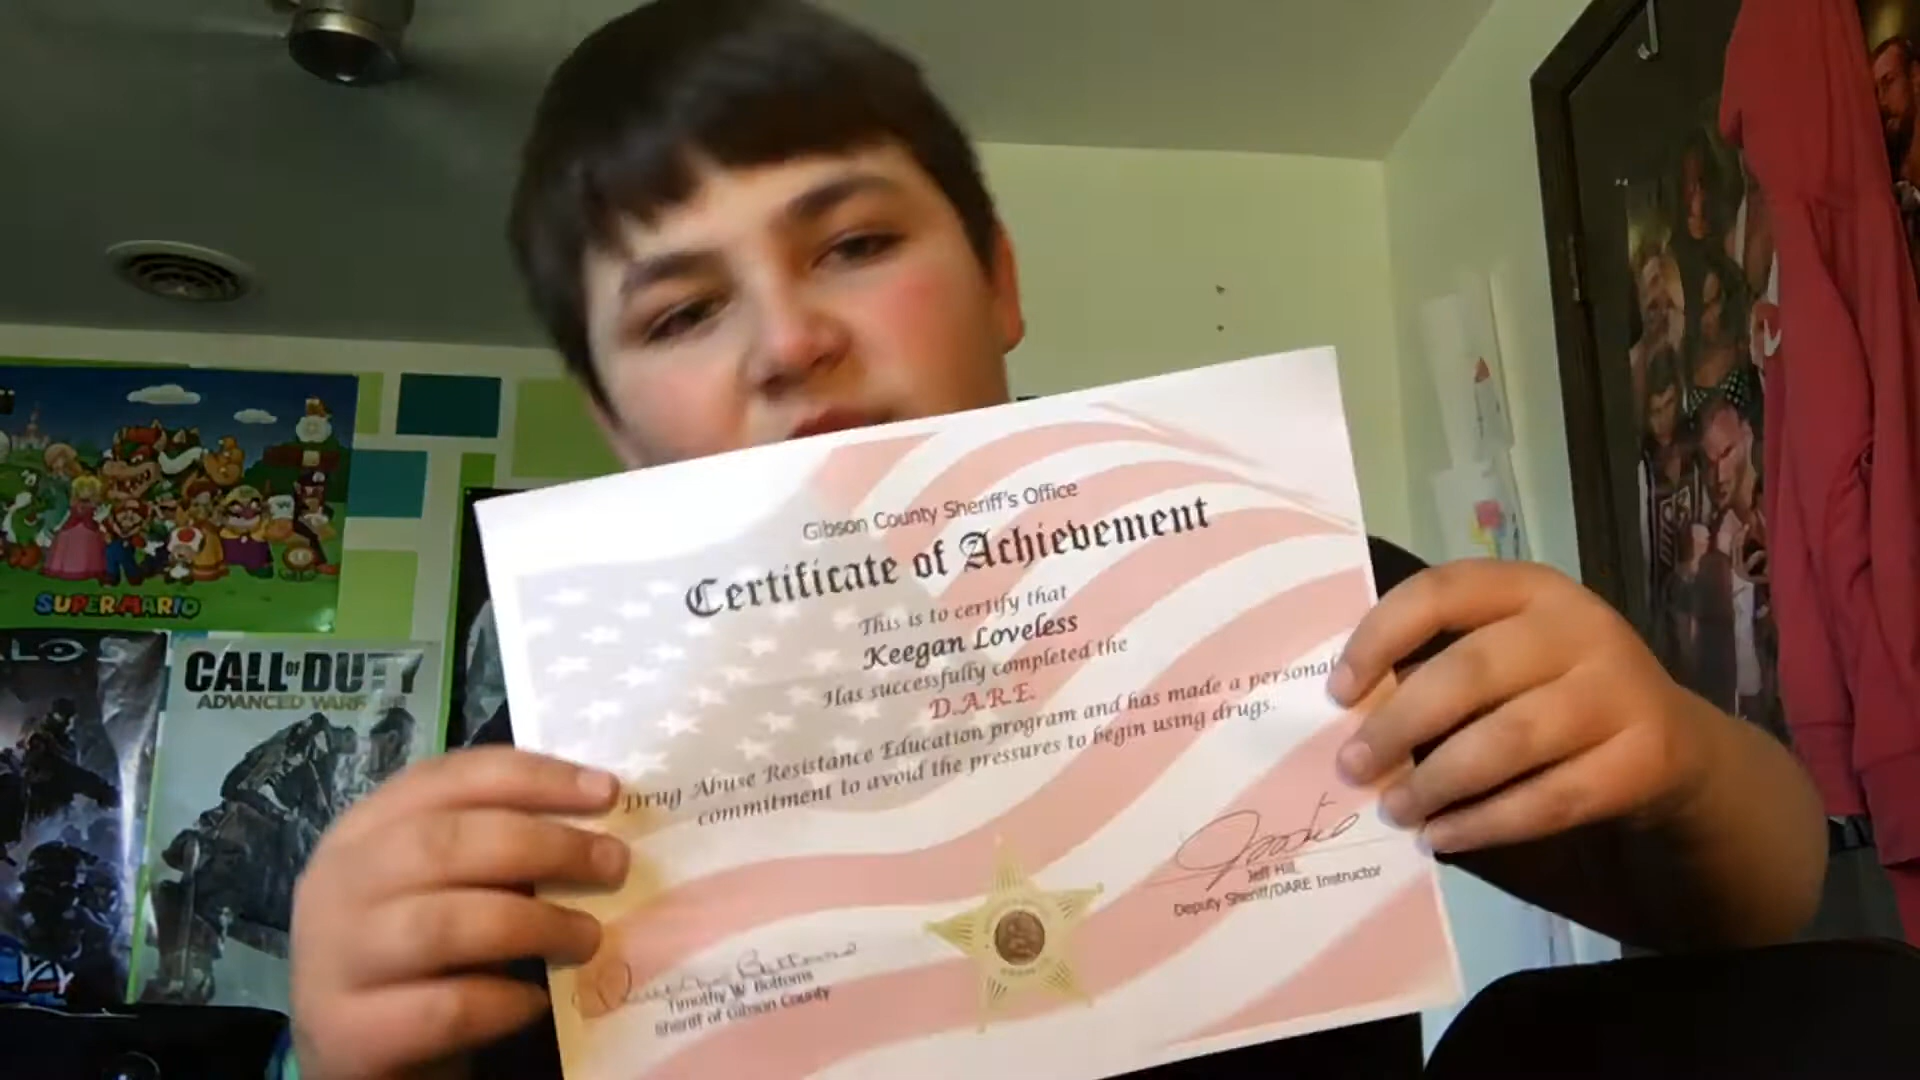 Gibson County Sheriff's Office
Certificate of Achievement
This is to certify that
Keegan Loveless
Has successfully completed the
D.A.R.E.
Drug Abuse Resistance Education program and has made a personal
commitment to avoid the pressures to begin using drugs.
Jeff Hill
Deputy Sheriff/DARE Instructor
Timothy W. Bottoms
Sheriff of Gibson County
SUPER MARIO
CALL OF DUTY
ADVANCED